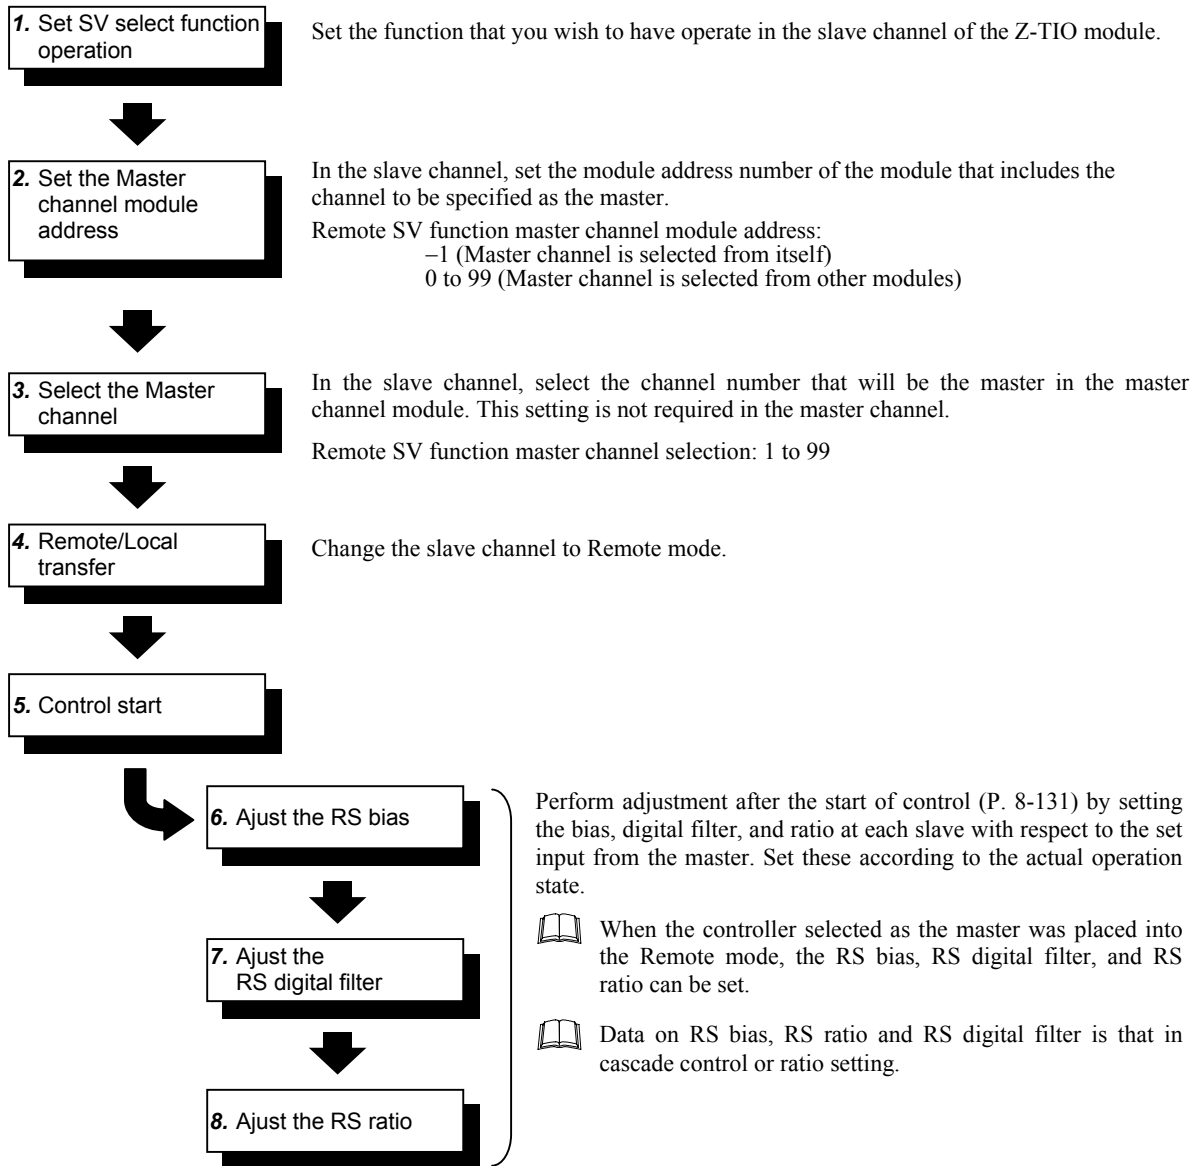 1. Set SV select function
operation
Set the function that you wish to have operate in the slave channel of the Z-TIO module.
2. Set the Master
channel module
address
In the slave channel, set the module address number of the module that includes the
channel to be specified as the master.
Remote SV function master channel module address:
−1 (Master channel is selected from itself)
0 to 99 (Master channel is selected from other modules)
3. Select the Master
channel
In the slave channel, select the channel number that will be the master in the master
channel module. This setting is not required in the master channel.
Remote SV function master channel selection: 1 to 99
4. Remote/Local
transfer
Change the slave channel to Remote mode.
5. Control start
6. Ajust the RS bias
7. Ajust the
RS digital filter
8. Ajust the RS ratio
Perform adjustment after the start of control (P. 8-131) by setting
the bias, digital filter, and ratio at each slave with respect to the set
input from the master. Set these according to the actual operation
state.
When the controller selected as the master was placed into
the Remote mode, the RS bias, RS digital filter, and RS
ratio can be set.
Data on RS bias, RS ratio and RS digital filter is that in
cascade control or ratio setting.